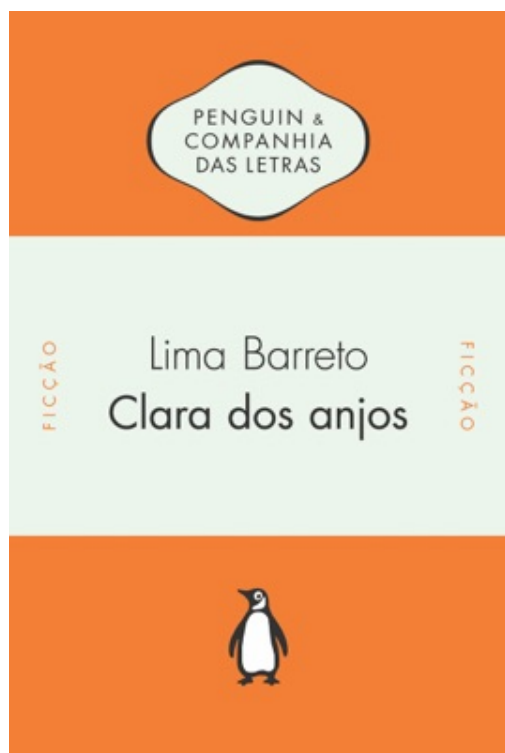 PENGUIN &
COMPANHIA
DAS LETRAS
Lima Barreto
Clara dos anjos
FICÇÃO
FICÇÃO